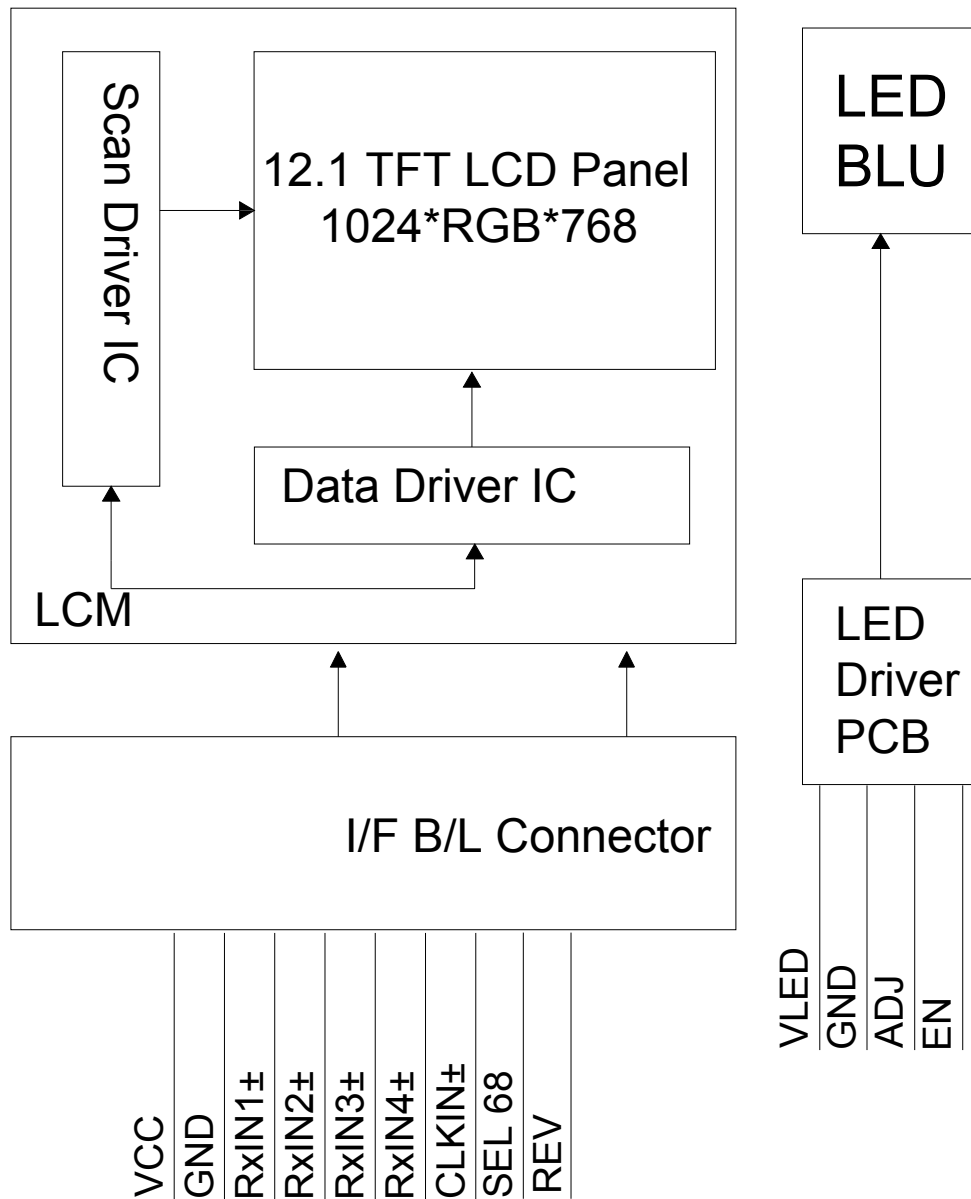 Scan Driver IC
12.1 TFT LCD Panel
1024*RGB*768
Data Driver IC
LCM
LED
BLU
LED
Driver
PCB
I/F B/L Connector
VCC
GND
RxIN1±
RxIN2±
RxIN3±
RxIN4±
CLKIN±
SEL 68
REV
VLED
GND
ADJ
EN